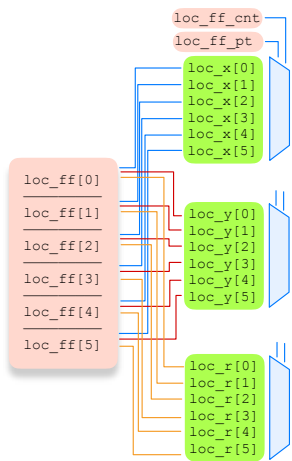 loc_ff_cnt
loc_ff_pt
loc_x[0]
loc_x[1]
loc_x[2]
loc_x[3]
loc_x[4]
loc_x[5]
loc_ff[0]
loc_ff[1]
loc_ff[2]
loc_ff[3]
loc_ff[4]
loc_ff[5]
loc_y[0]
loc_y[1]
loc_y[2]
loc_y[3]
loc_y[4]
loc_y[5]
loc_r[0]
loc_r[1]
loc_r[2]
loc_r[3]
loc_r[4]
loc_r[5]